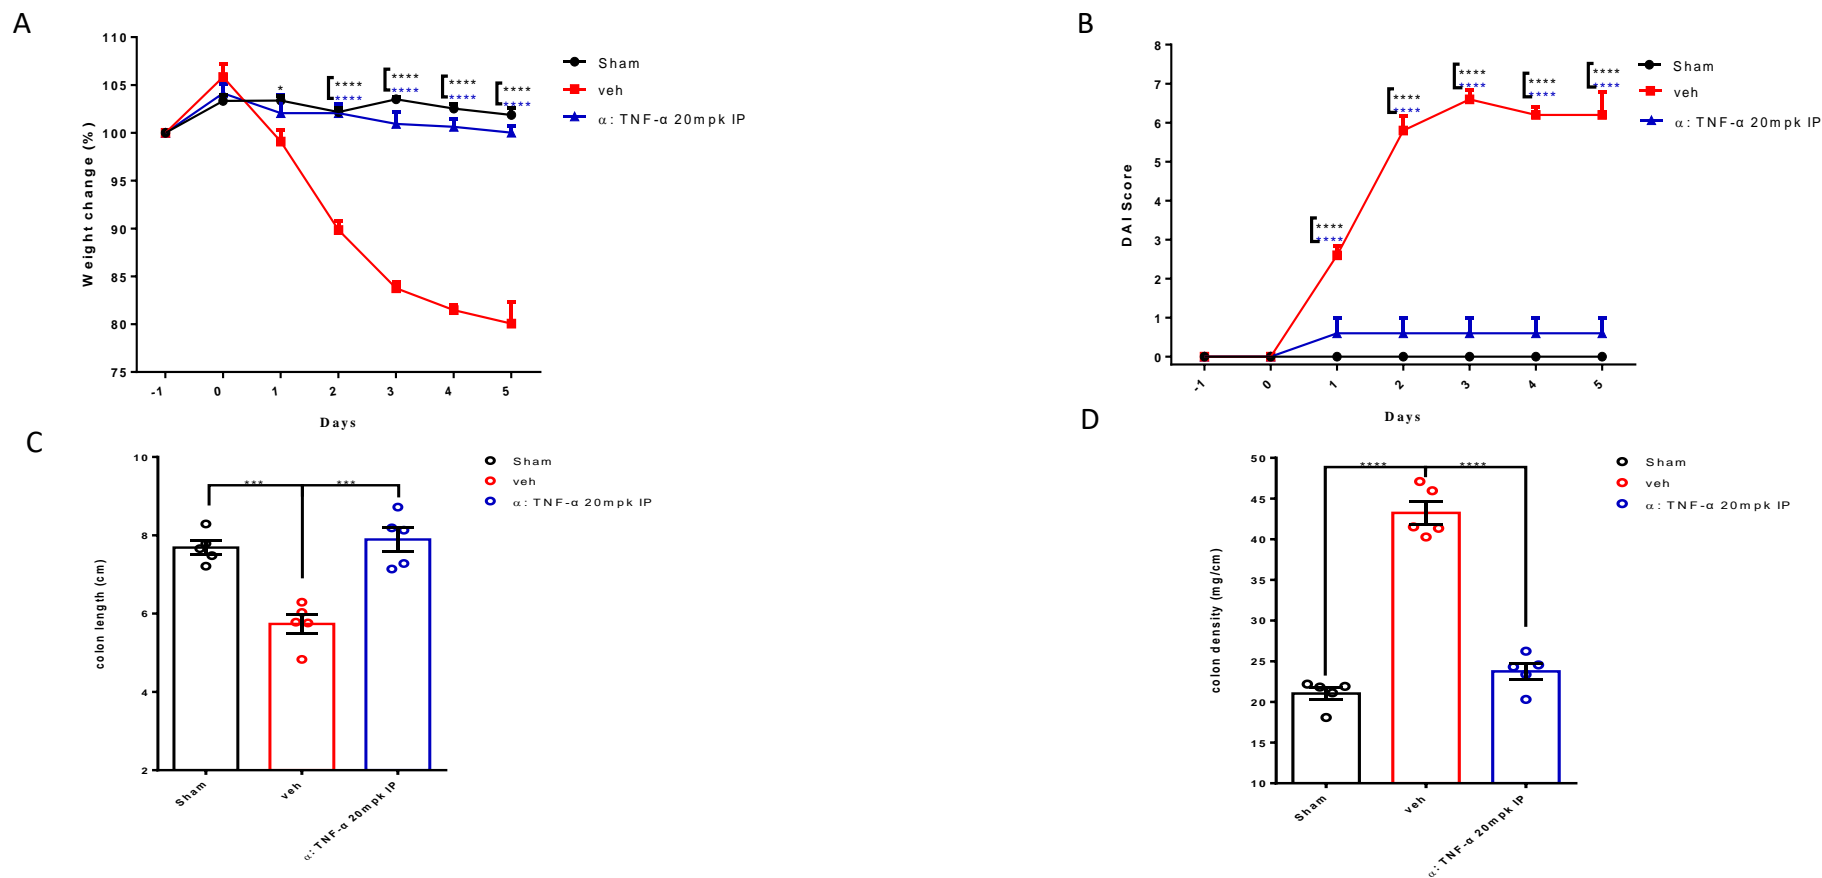 A
110
105
100
95
90
85
80
75
Weight change (%)
-1
0
1
2
3
4
5
Days
*
****
****
****
****
****
****
****
****
Sham
veh
α: TNF-α 20mpk IP
B
8
7
6
5
4
3
2
1
0
DAI Score
-1
0
1
2
3
4
5
Days
****
****
****
****
****
****
****
****
****
****
Sham
veh
α: TNF-α 20mpk IP
C
10
8
6
4
2
colon length (cm)
***
***
Sham
veh
α: TNF-α 20mpk IP
Sham
veh
α: TNF-α 20mpk IP
D
50
45
40
35
30
25
20
15
10
colon density (mg/cm)
****
****
Sham
veh
α: TNF-α 20mpk IP
Sham
veh
α: TNF-α 20mpk IP